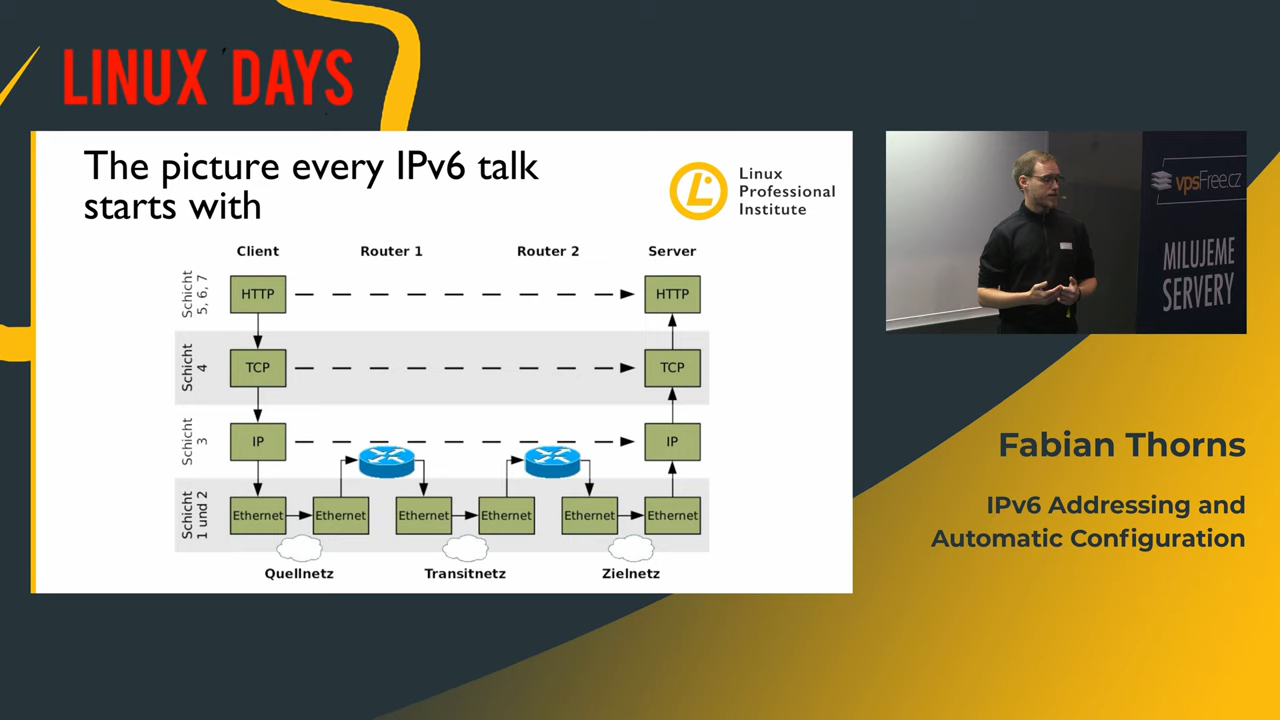 LINUX DAYS
The picture every IPv6 talk
starts with
Linux
Professional
Institute
Client Router 1 Router 2 Server
Schicht
5, 6, 7
HTTP HTTP
Schicht
4
TCP TCP
Schicht
3
IP IP
Schicht
1 und 2
Ethernet Ethernet Ethernet Ethernet Ethernet Ethernet
Quellnetz Transitnetz Zielnetz
vpsFree.cz
MILUJEME
SERVERY
Fabian Thorns
IPv6 Addressing and
Automatic Configuration